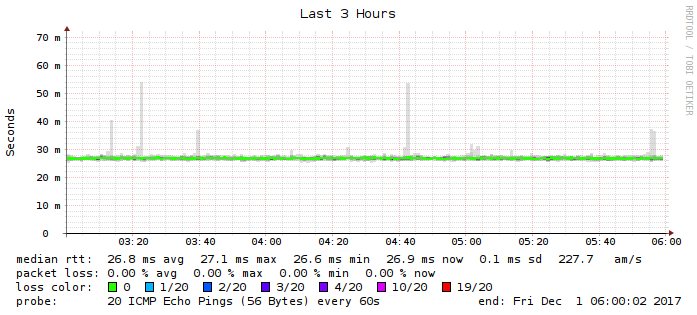 Last 3 Hours
RRDTOOL / TOBI OETIKER
Seconds
70 m
60 m
50 m
40 m
30 m
20 m
10 m
0
03:20 03:40 04:00 04:20 04:40 05:00 05:20 05:40 06:00
median rtt: 26.8 ms avg 27.1 ms max 26.6 ms min 26.9 ms now 0.1 ms sd 227.7 am/s
packet loss: 0.00 % avg 0.00 % max 0.00 % min 0.00 % now
loss color: 0 1/20 2/20 3/20 4/20 10/20 19/20
probe: 20 ICMP Echo Pings (56 Bytes) every 60s end: Fri Dec 1 06:00:02 2017